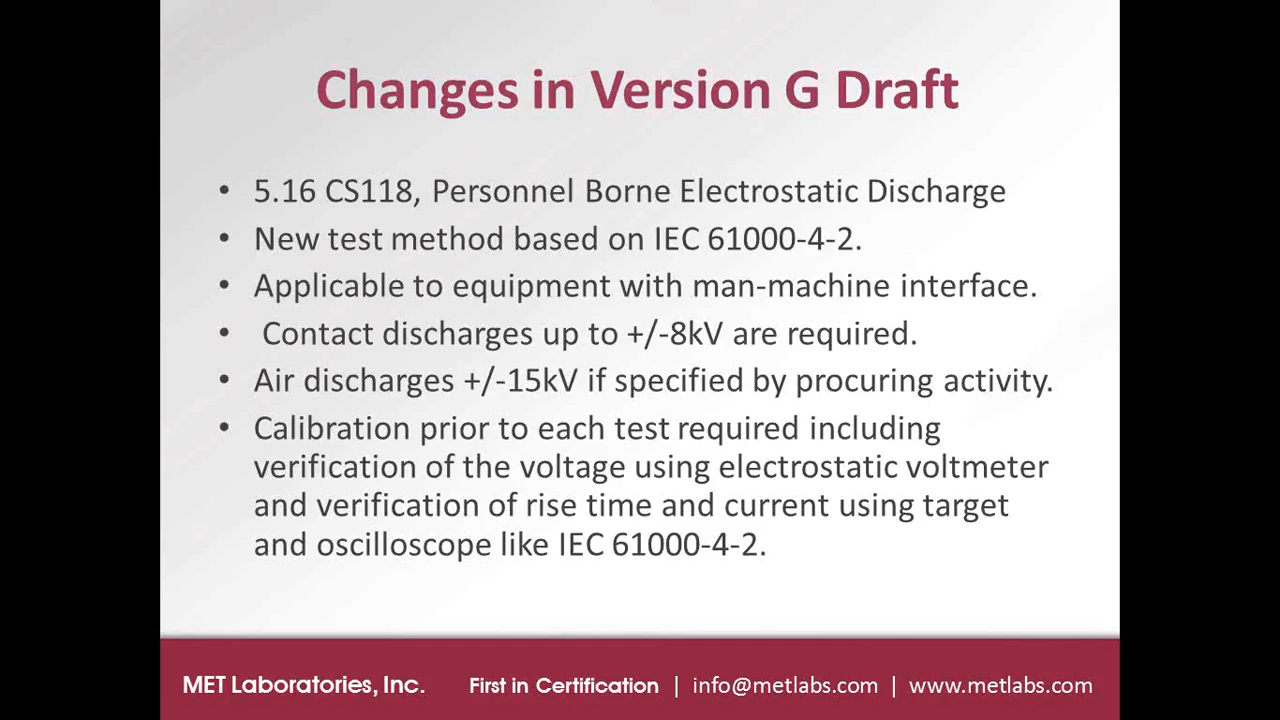 Changes in Version G Draft
• 5.16 CS118, Personnel Borne Electrostatic Discharge
• New test method based on IEC 61000-4-2.
• Applicable to equipment with man-machine interface.
• Contact discharges up to +/-8kV are required.
• Air discharges +/-15kV if specified by procuring activity.
• Calibration prior to each test required including
verification of the voltage using electrostatic voltmeter
and verification of rise time and current using target
and oscilloscope like IEC 61000-4-2.
MET Laboratories, Inc. First in Certification | info@metlabs.com | www.metlabs.com